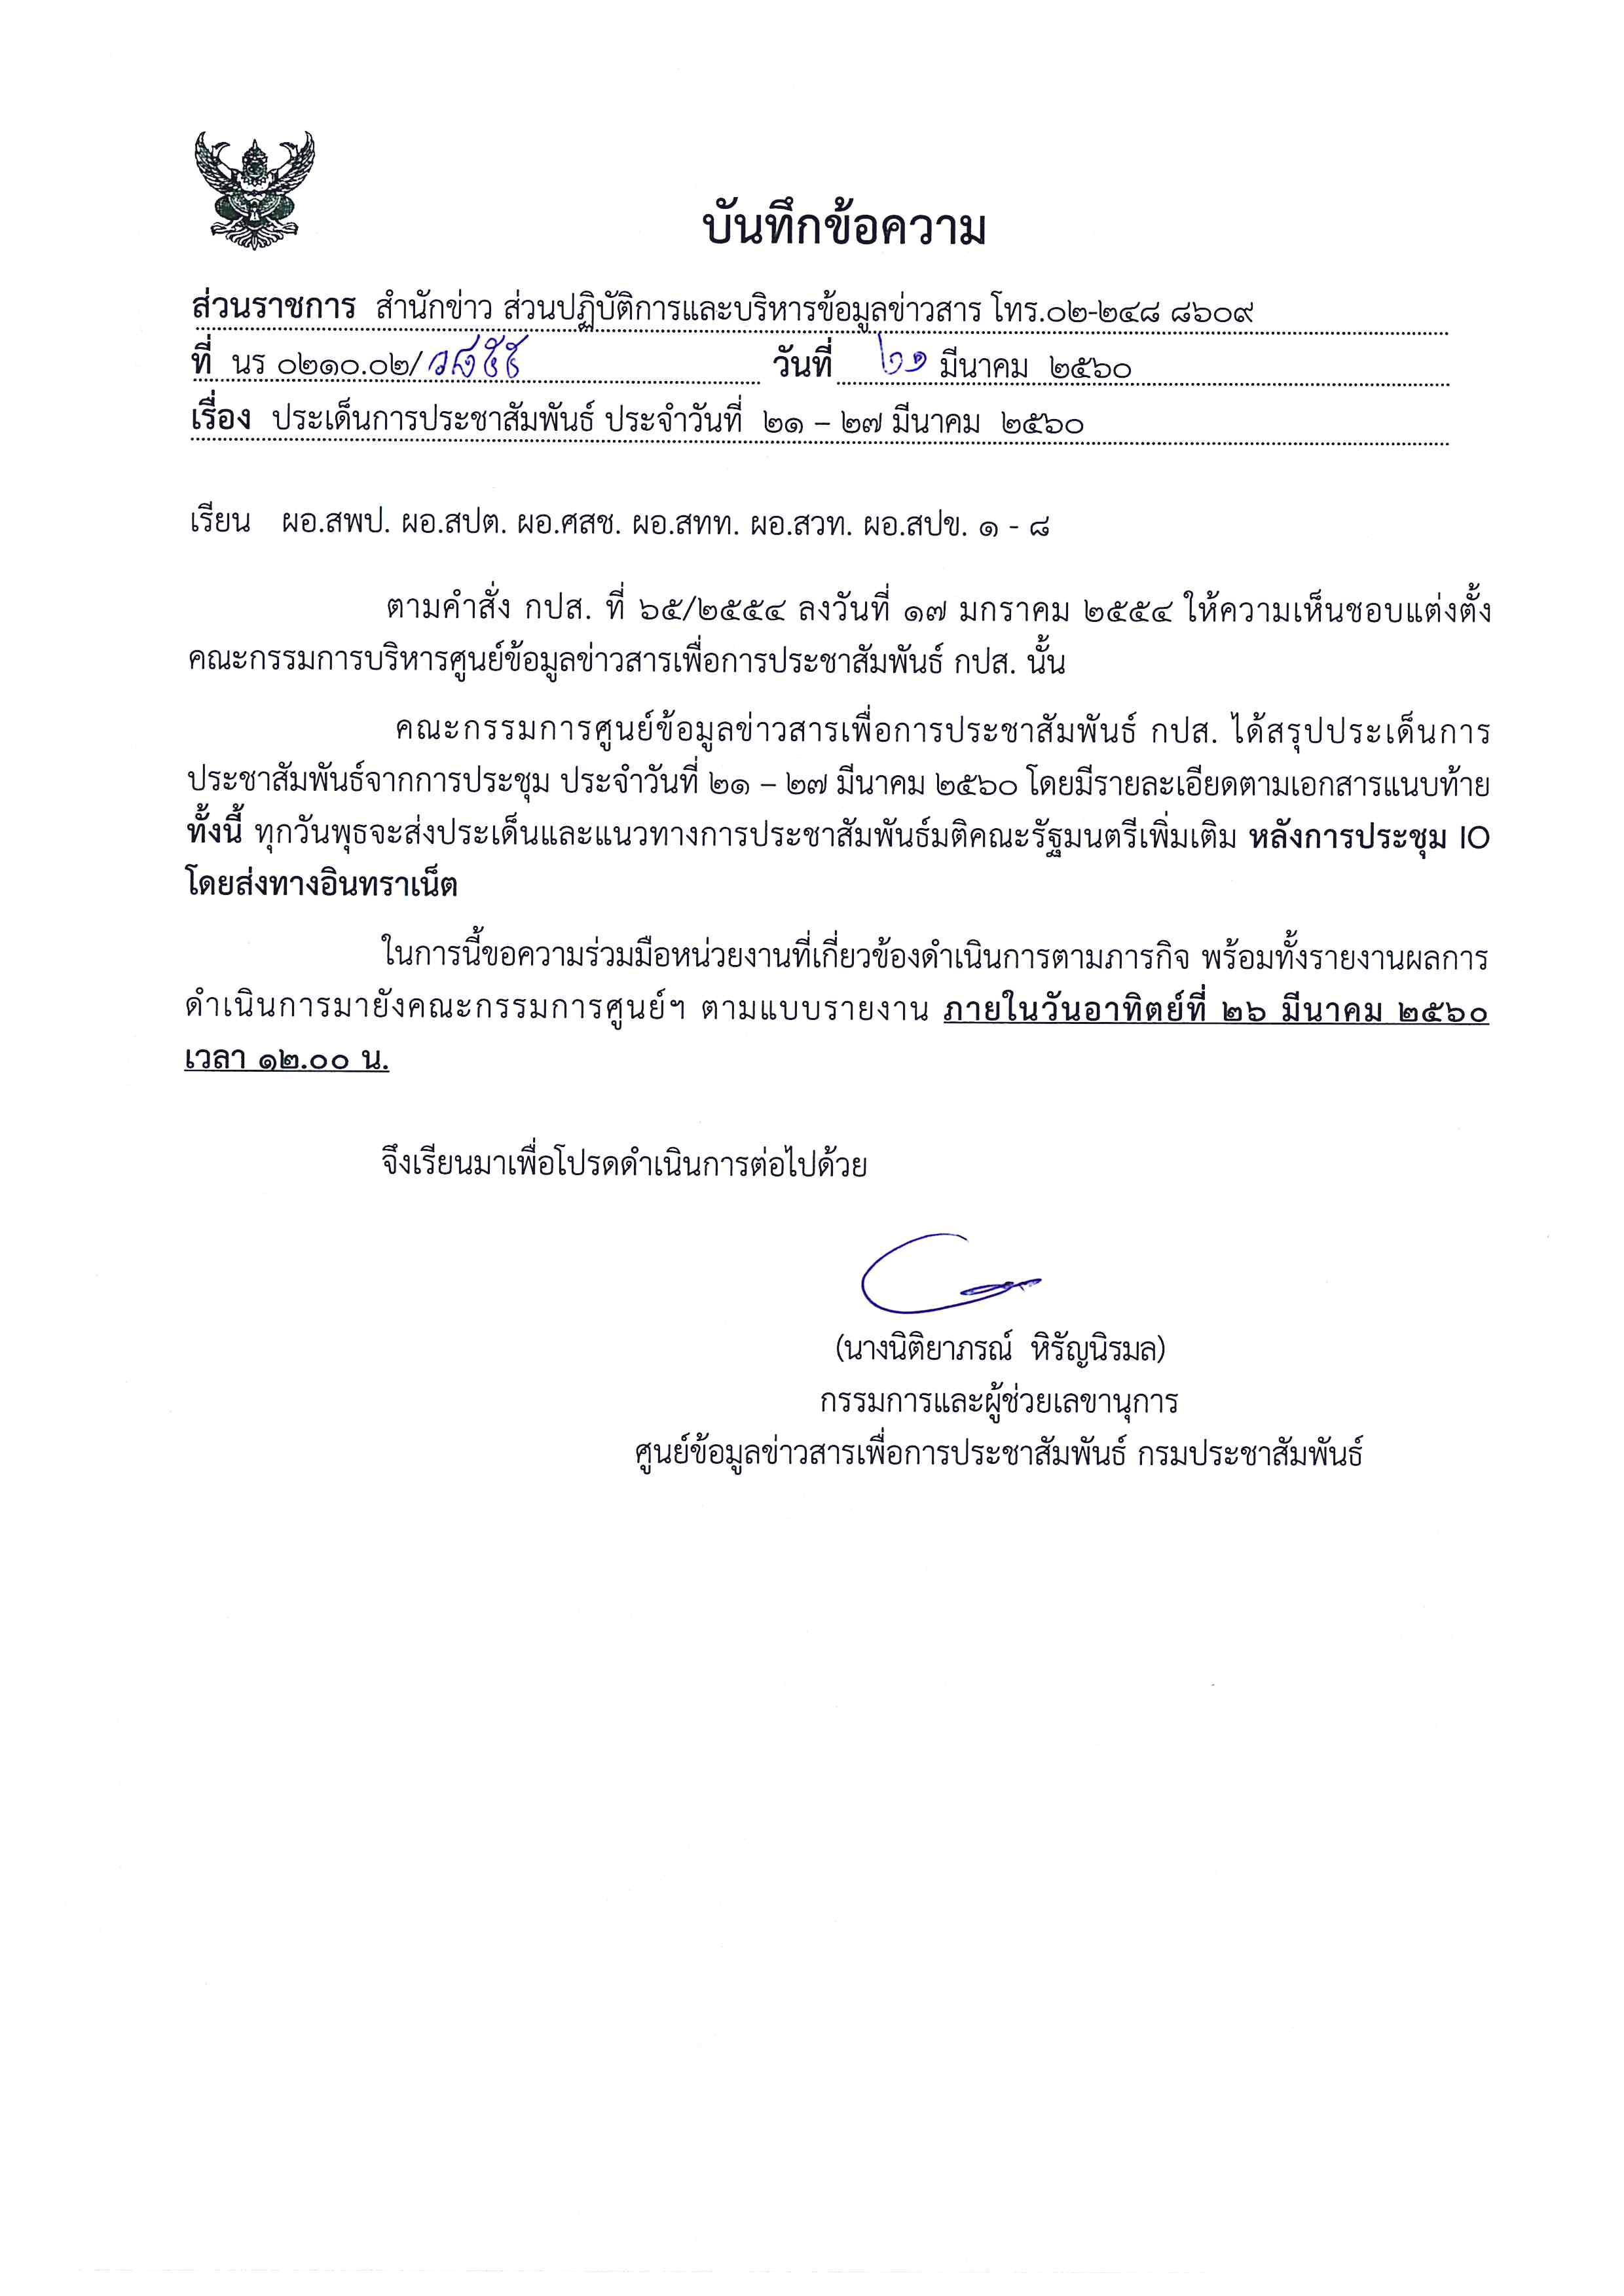 บันทึกข้อความ
ส่วนราชการ สำนักข่าว ส่วนปฏิบัติการและบริหารข้อมูลข่าวสาร โทร.๐๒-๒๔๘ ๘๖๐๙
ที่ นร ๐๒๑๐.๐๒/ วันที่ ๒๑ มีนาคม ๒๕๖๐
เรื่อง ประเด็นการประชาสัมพันธ์ ประจำวันที่ ๒๑ – ๒๗ มีนาคม ๒๕๖๐
เรียน ผอ.สพป. ผอ.สปต. ผอ.ศสช. ผอ.สทท. ผอ.สวท. ผอ.สปข. ๑ - ๘
ตามคำสั่ง กปส. ที่ ๖๕/๒๕๕๔ ลงวันที่ ๑๗ มกราคม ๒๕๕๔ ให้ความเห็นชอบแต่งตั้ง
คณะกรรมการบริหารศูนย์ข้อมูลข่าวสารเพื่อการประชาสัมพันธ์ กปส. นั้น
คณะกรรมการศูนย์ข้อมูลข่าวสารเพื่อการประชาสัมพันธ์ กปส. ได้สรุปประเด็นการ
ประชาสัมพันธ์จากการประชุม ประจำวันที่ ๒๑ – ๒๗ มีนาคม ๒๕๖๐ โดยมีรายละเอียดตามเอกสารแนบท้าย
ทั้งนี้ ทุกวันพุธจะส่งประเด็นและแนวทางการประชาสัมพันธ์มติคณะรัฐมนตรีเพิ่มเติม หลังการประชุม IO
โดยส่งทางอินทราเน็ต
ในการนี้ขอความร่วมมือหน่วยงานที่เกี่ยวข้องดำเนินการตามภารกิจ พร้อมทั้งรายงานผลการ
ดำเนินการมายังคณะกรรมการศูนย์ฯ ตามแบบรายงาน ภายในวันอาทิตย์ที่ ๒๖ มีนาคม ๒๕๖๐
เวลา ๑๒.๐๐ น.
จึงเรียนมาเพื่อโปรดดำเนินการต่อไปด้วย
(นางนิติยาภรณ์ หิรัญนิรมล)
กรรมการและผู้ช่วยเลขานุการ
ศูนย์ข้อมูลข่าวสารเพื่อการประชาสัมพันธ์ กรมประชาสัมพันธ์